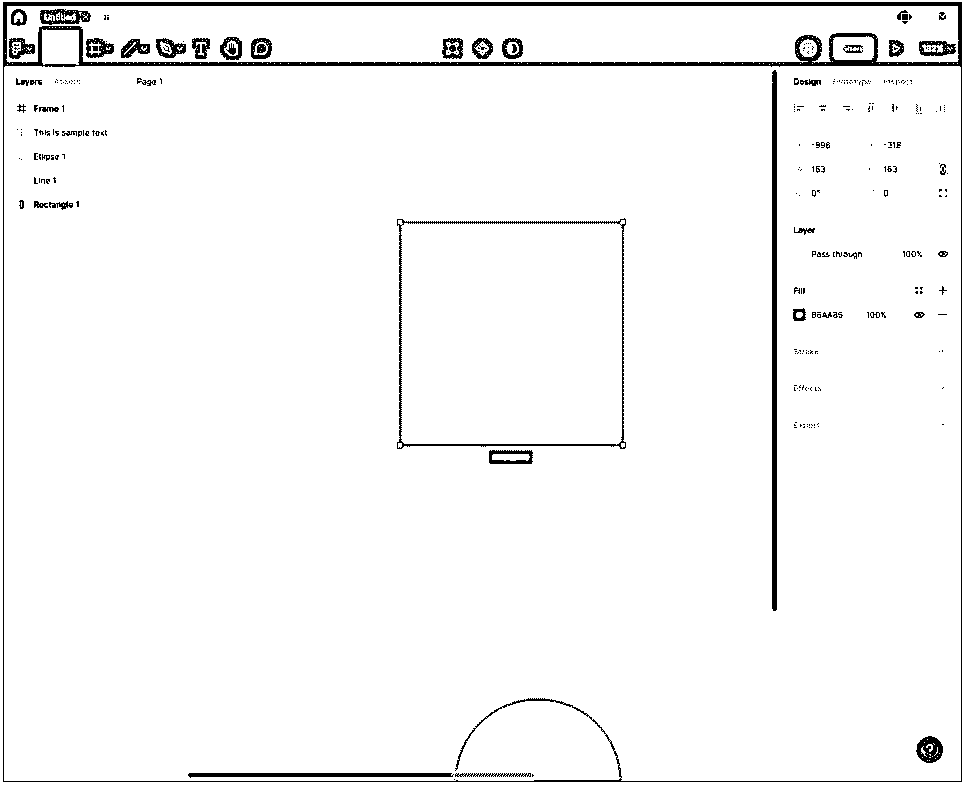 Untitled
Layers Assets Page 1
Frame 1
This is sample text
Ellipse 1
Line 1
Rectangle 1
Design Prototype Inspect
-996 -318
163 163
0° 0
Layer
Pass through 100%
Fill
100%
Stroke
Effects
Export
?